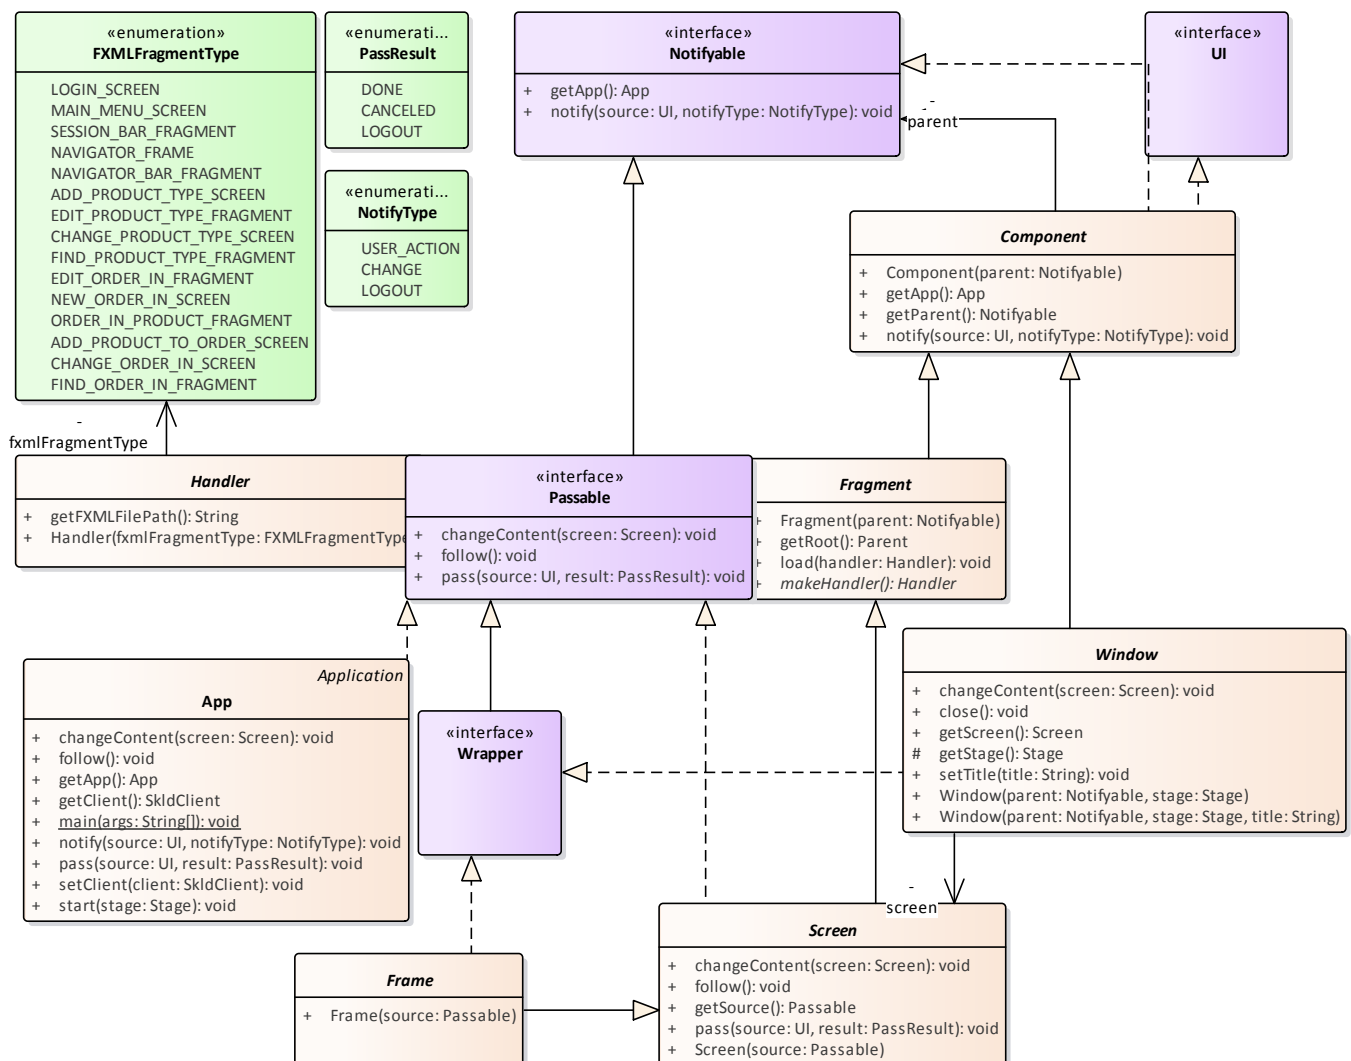 «enumeration»
FXMLFragmentType
LOGIN_SCREEN
MAIN_MENU_SCREEN
SESSION_BAR_FRAGMENT
NAVIGATOR_FRAME
NAVIGATOR_BAR_FRAGMENT
ADD_PRODUCT_TYPE_SCREEN
EDIT_PRODUCT_TYPE_FRAGMENT
CHANGE_PRODUCT_TYPE_SCREEN
FIND_PRODUCT_TYPE_FRAGMENT
EDIT_ORDER_IN_FRAGMENT
NEW_ORDER_IN_SCREEN
ORDER_IN_PRODUCT_FRAGMENT
ADD_PRODUCT_TO_ORDER_SCREEN
CHANGE_ORDER_IN_SCREEN
FIND_ORDER_IN_FRAGMENT
«enumerati...
PassResult
DONE
CANCELED
LOGOUT
«enumerati...
NotifyType
USER_ACTION
CHANGE
LOGOUT
«interface»
Notifyable
+ getApp(): App
+ notify(source: UI, notifyType: NotifyType): void
«interface»
UI
-
-
parent
Component
+ Component(parent: Notifyable)
+ getApp(): App
+ getParent(): Notifyable
+ notify(source: UI, notifyType: NotifyType): void
-
fxmlFragmentType
Handler
+ getFXMLFilePath(): String
+ Handler(fxmlFragmentType: FXMLFragmentType
«interface»
Passable
+ changeContent(screen: Screen): void
+ follow(): void
+ pass(source: UI, result: PassResult): void
Fragment
+ Fragment(parent: Notifyable)
+ getRoot(): Parent
+ load(handler: Handler): void
+ makeHandler(): Handler
Application
App
+ changeContent(screen: Screen): void
+ follow(): void
+ getApp(): App
+ getClient(): SkldClient
+ main(args: String[]): void
+ notify(source: UI, notifyType: NotifyType): void
+ pass(source: UI, result: PassResult): void
+ setClient(client: SkldClient): void
+ start(stage: Stage): void
«interface»
Wrapper
Window
+ changeContent(screen: Screen): void
+ close(): void
+ getScreen(): Screen
# getStage(): Stage
+ setTitle(title: String): void
+ Window(parent: Notifyable, stage: Stage)
+ Window(parent: Notifyable, stage: Stage, title: String)
-
screen
Frame
+ Frame(source: Passable)
Screen
+ changeContent(screen: Screen): void
+ follow(): void
+ getSource(): Passable
+ pass(source: UI, result: PassResult): void
+ Screen(source: Passable)